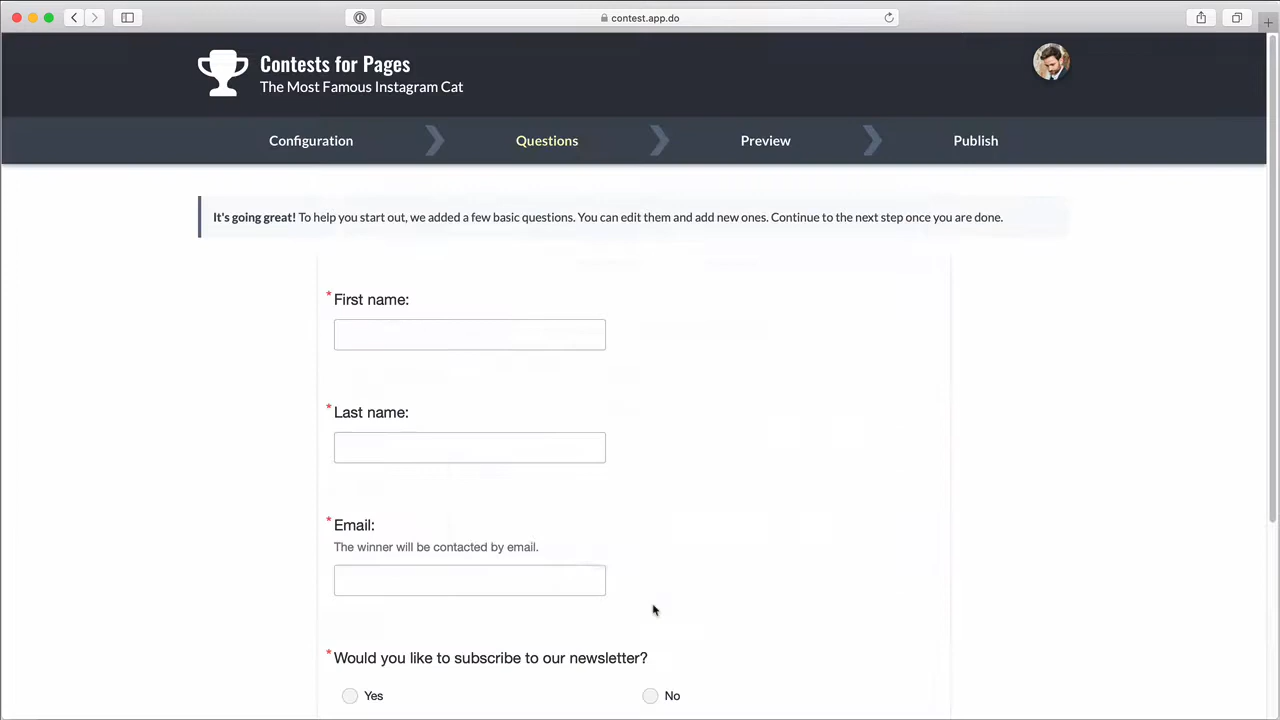 contest.app.do
Contests for Pages
The Most Famous Instagram Cat
Configuration
Questions
Preview
Publish
It's going great! To help you start out, we added a few basic questions. You can edit them and add new ones. Continue to the next step once you are done.
* First name:
* Last name:
* Email:
The winner will be contacted by email.
* Would you like to subscribe to our newsletter?
Yes
No